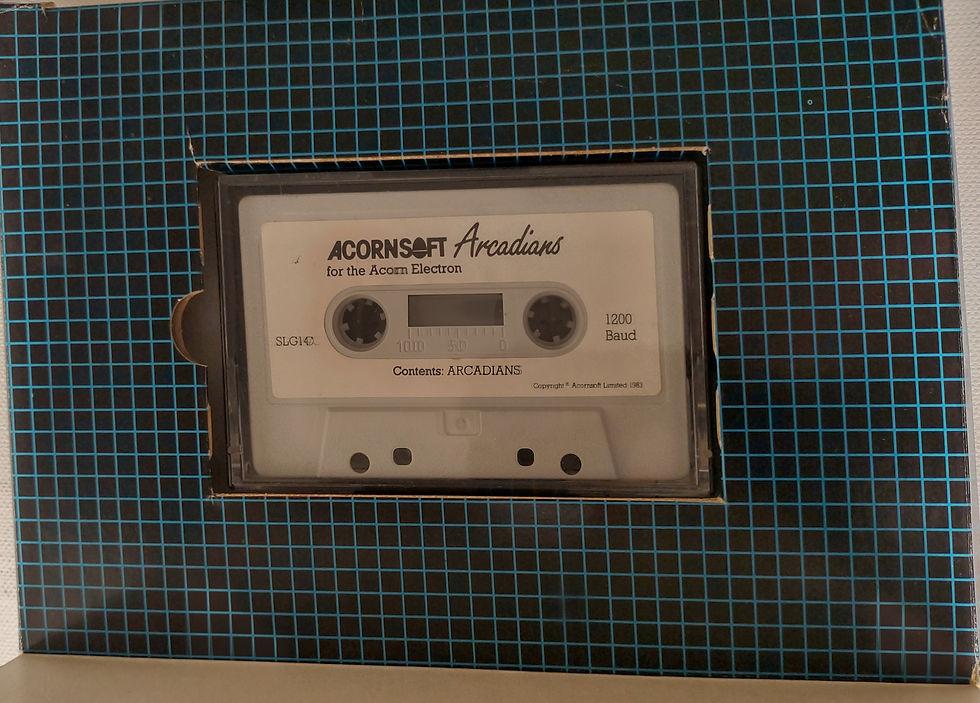 ACORNSOFT Arcadians
for the Acorn Electron
1200
Baud
100 50 0
Contents: ARCADIANS
Copyright © Acornsoft Limited 1983